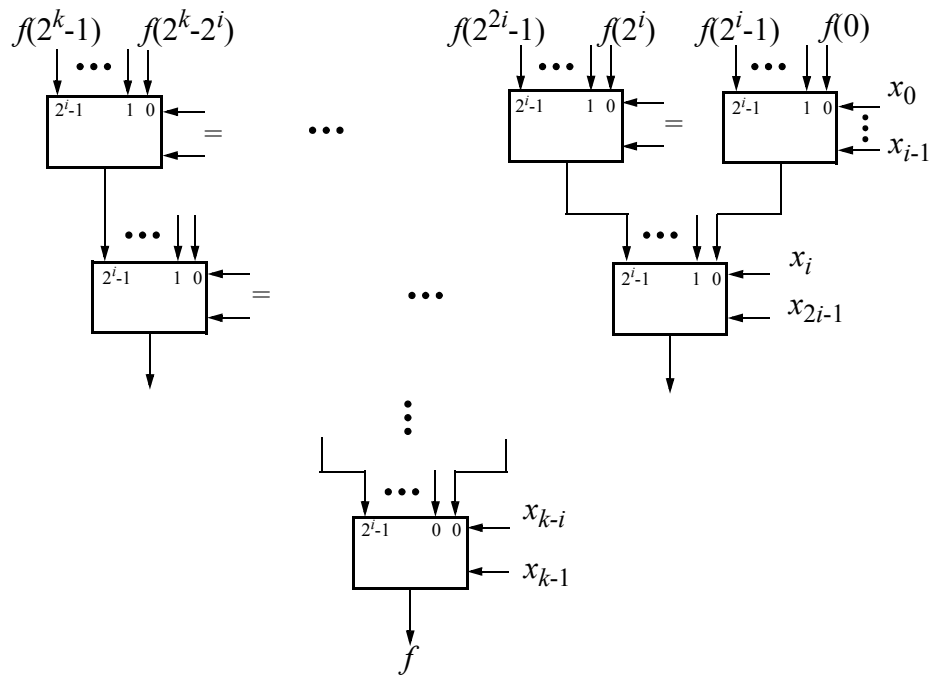 f(2^k-1) f(2^k-2^i) f(2^{2i}-1) f(2^i) f(2^i-1) f(0)
2^i-1 1 0 = 2^i-1 1 0 = 2^i-1 1 0 x_0
x_{i-1}
2^i-1 1 0 = 2^i-1 1 0 x_i
x_{2i-1}
2^i-1 0 0 x_{k-i}
x_{k-1}
f